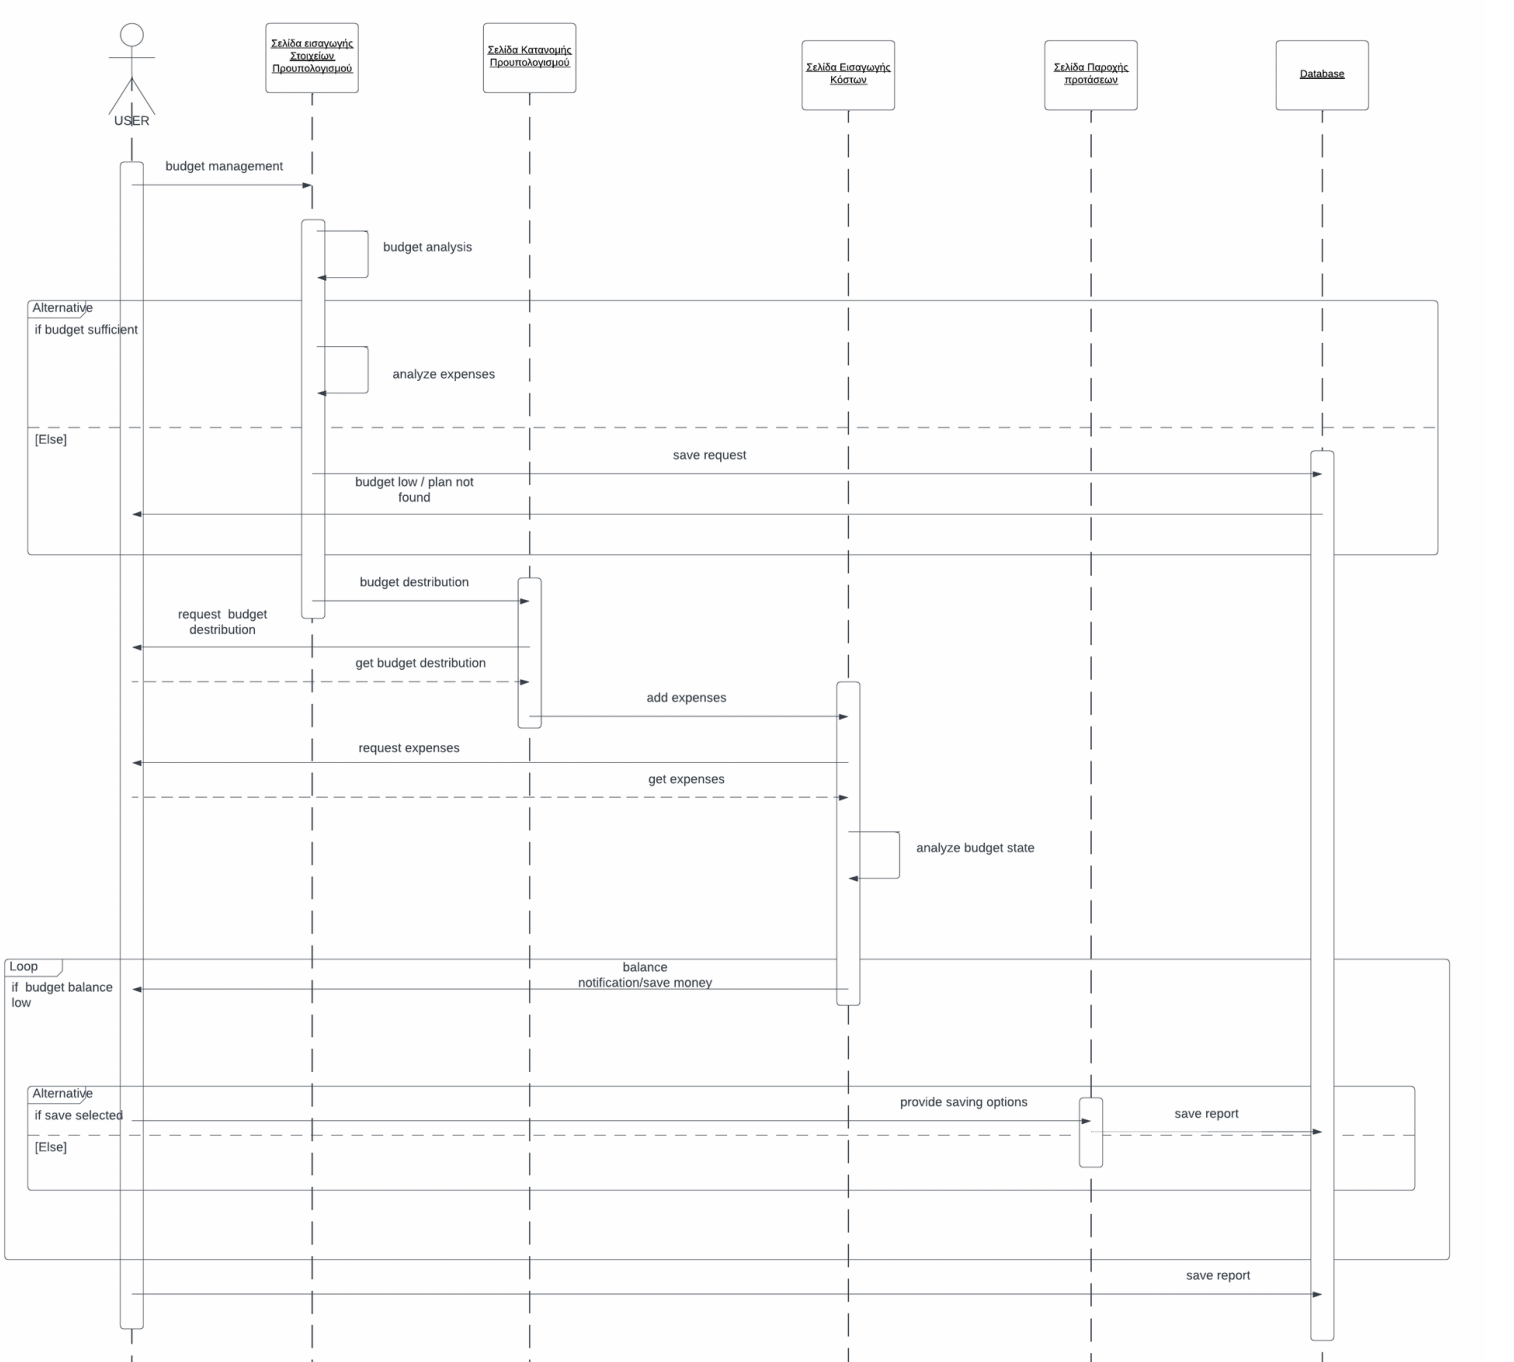 USER
Σελίδα εισαγωγής
Στοιχείων
Προυπολογισμού
Σελίδα Κατανομής
Προυπολογισμού
Σελίδα Εισαγωγής
Κόστων
Σελίδα Παροχής
προτάσεων
Database
budget management
budget analysis
Alternative
if budget sufficient
analyze expenses
[Else]
save request
budget low / plan not
found
budget destribution
request budget
destribution
get budget destribution
add expenses
request expenses
get expenses
analyze budget state
Loop
if budget balance
low
balance
notification/save money
Alternative
if save selected
provide saving options
save report
[Else]
save report